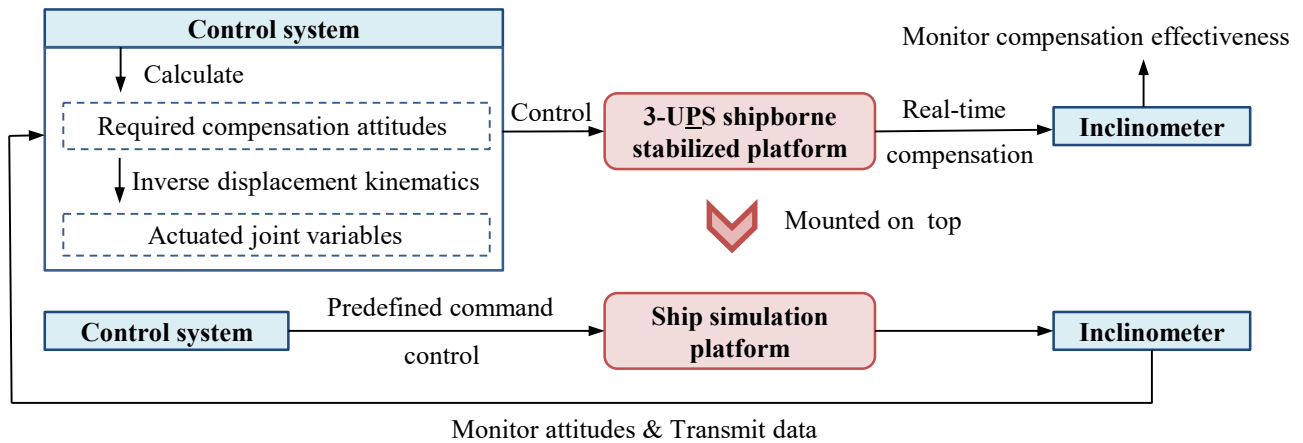 Control system
Calculate
Required compensation attitudes
Inverse displacement kinematics
Actuated joint variables
Control
3-UPS shipborne
stabilized platform
Real-time
compensation
Monitor compensation effectiveness
Inclinometer
Mounted on top
Control system
Predefined command
control
Ship simulation
platform
Inclinometer
Monitor attitudes & Transmit data